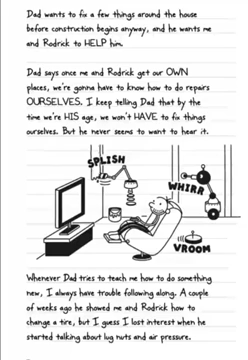 Dad wants to fix a few things around the house
before construction begins anyway, and he wants me
and Rodrick to HELP him.
Dad says once me and Rodrick get our OWN
places, we're gonna have to know how to do repairs
OURSELVES. I keep telling Dad that by the
time we're HIS age, we won't HAVE to fix things
ourselves. But he never seems to want to hear it.
SPLISH
WHIRR
VROOM
Whenever Dad tries to teach me how to do something
new, I always have trouble following along. A couple
of weeks ago he showed me and Rodrick how to
change a tire, but I guess I lost interest when he
started talking about lug nuts and air pressure.